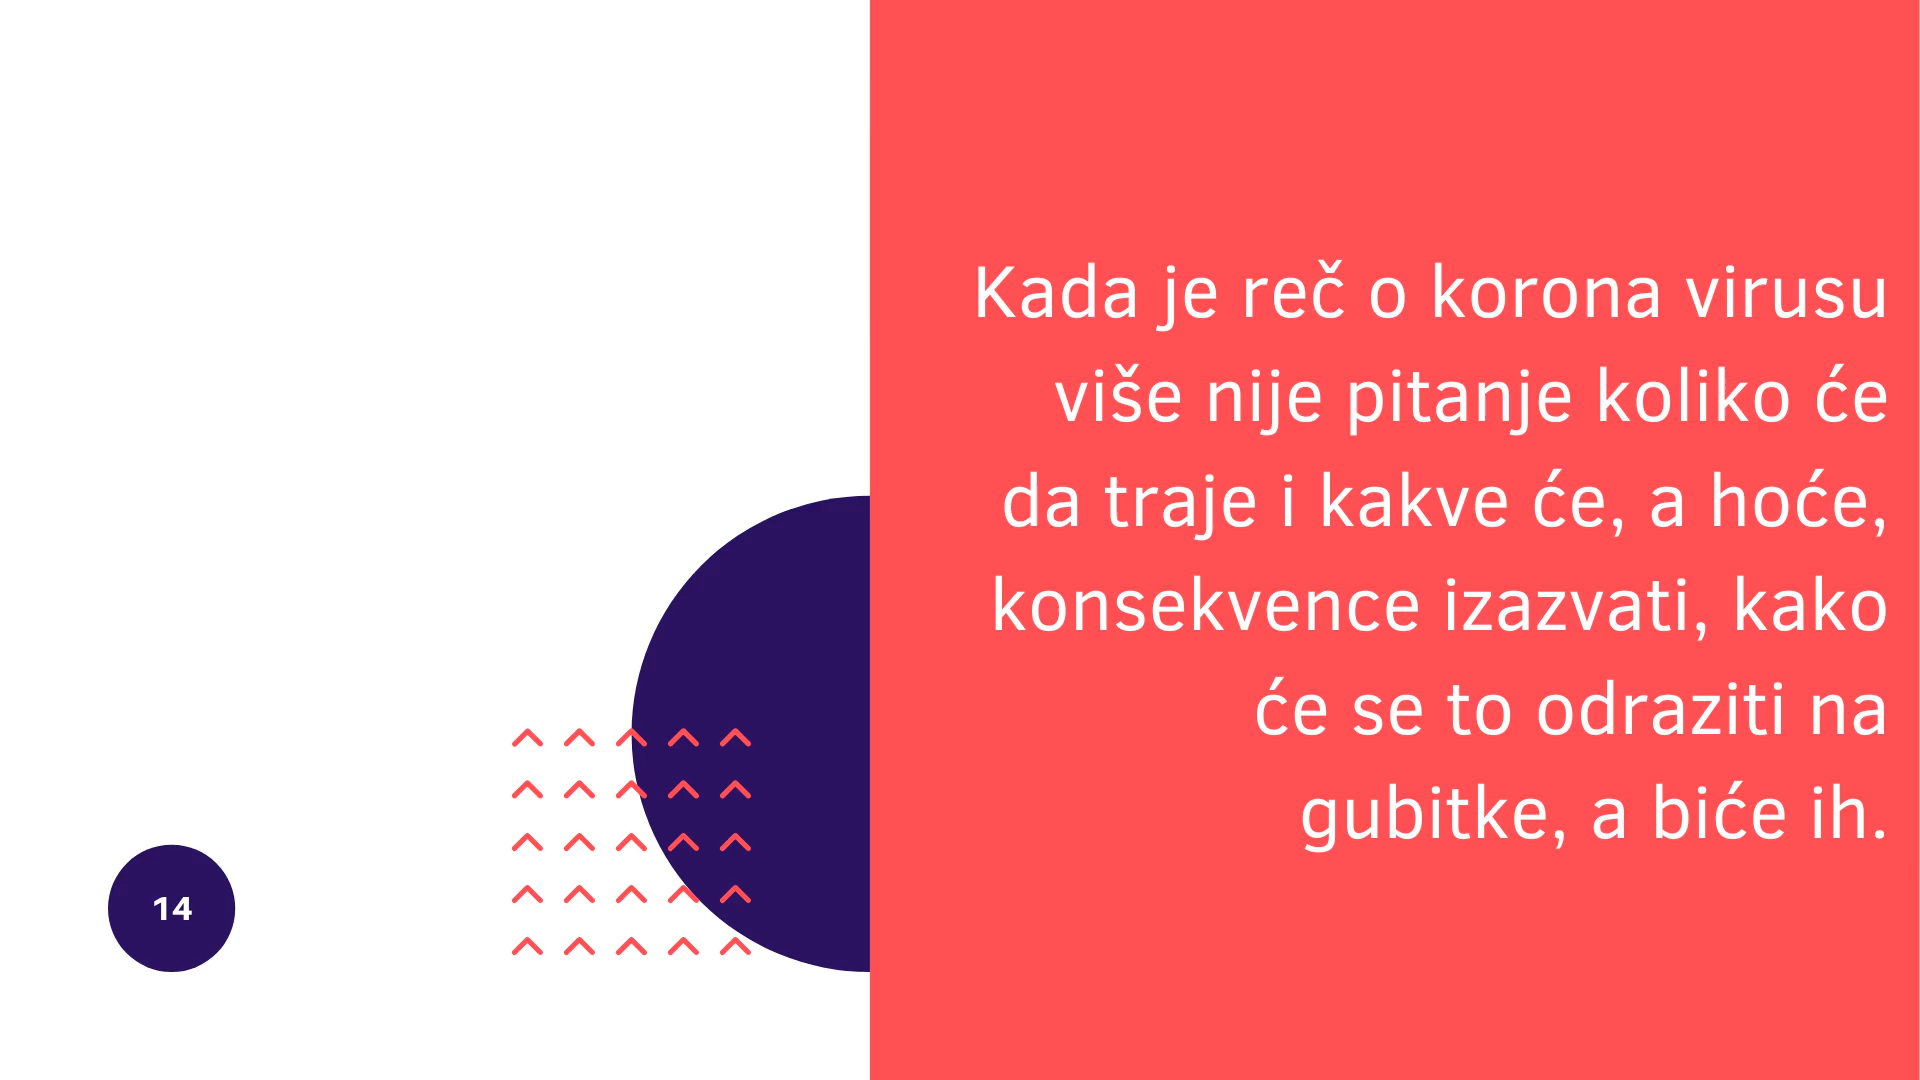 Kada je reč o korona virusu
više nije pitanje koliko će
da traje i kakve će, a hoće,
konsekvence izazvati, kako
će se to odraziti na
gubitke, a biće ih.
14